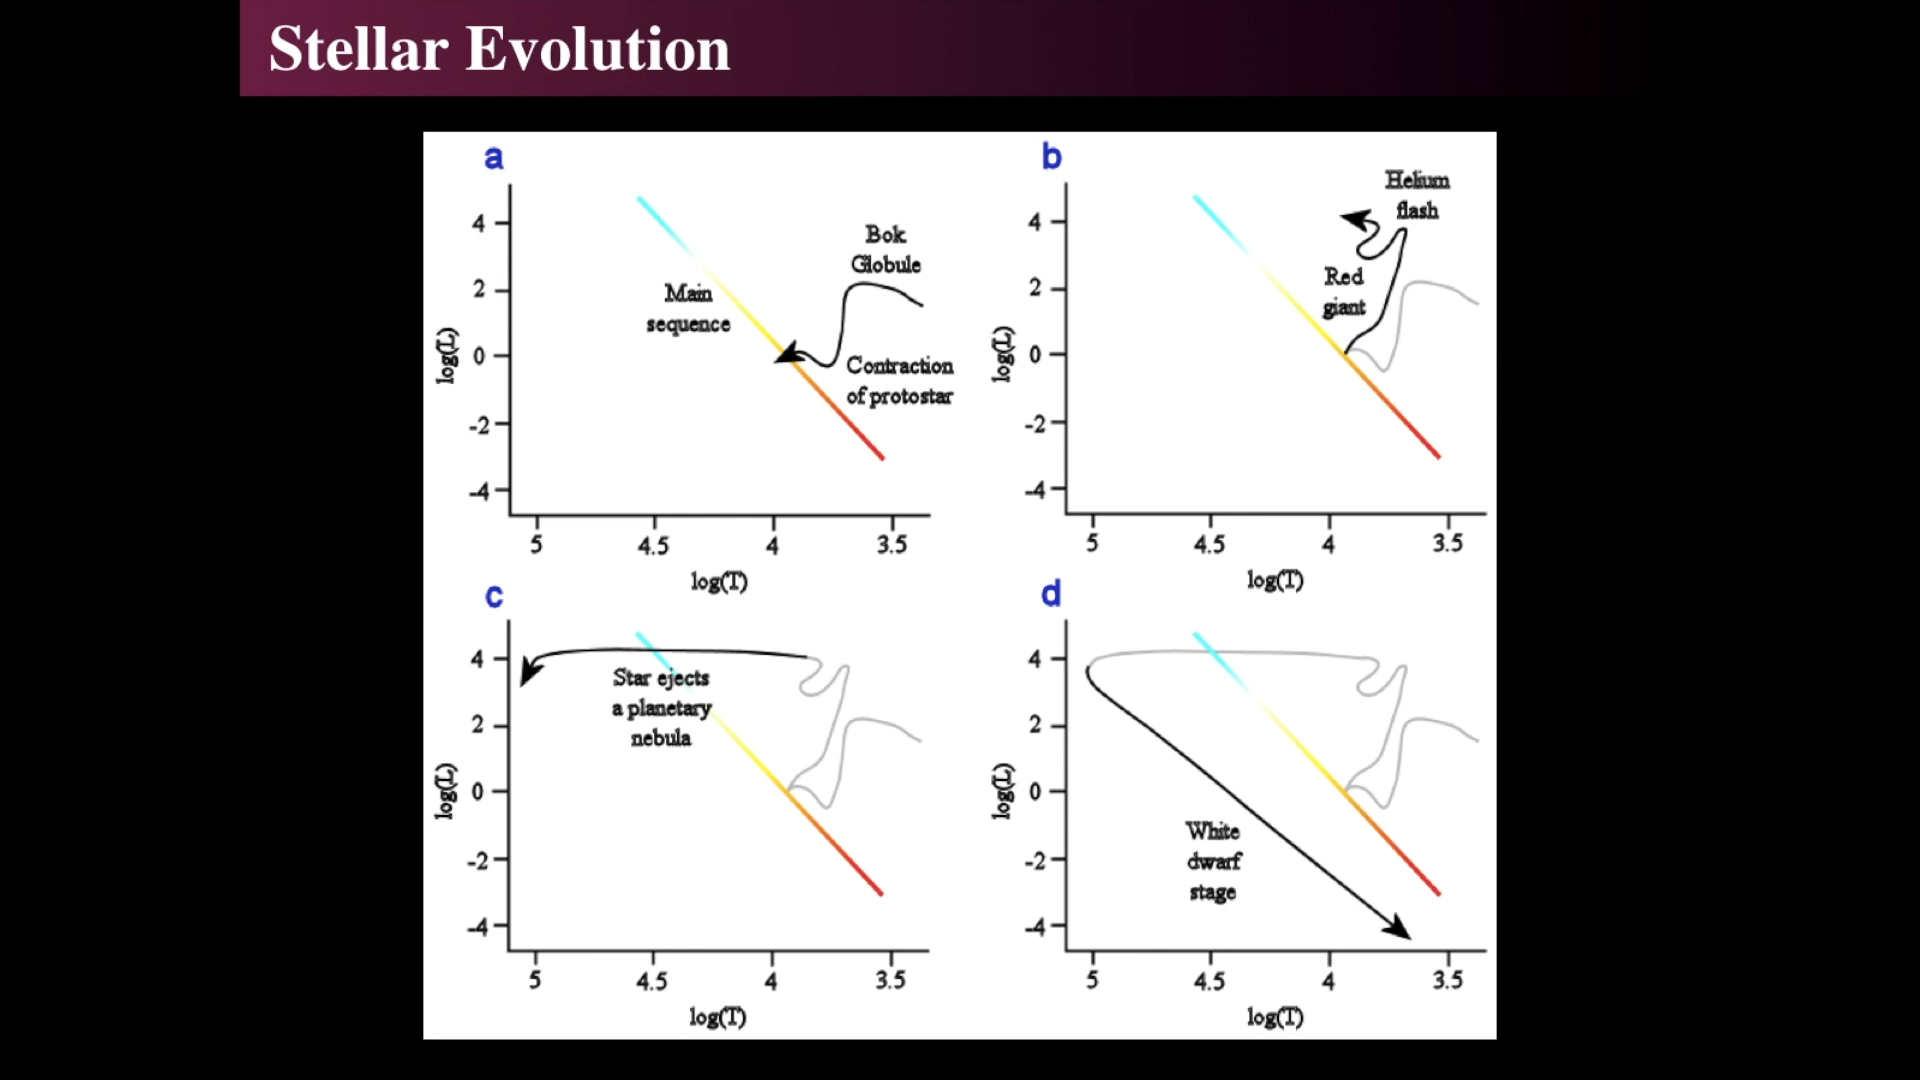 Stellar Evolution
a
4
2
0
-2
-4
log(L)
Main
sequence
Bok
Globule
Contraction
of protostar
5
4.5
4
3.5
log(T)
b
4
2
0
-2
-4
log(L)
Helium
flash
Red
giant
5
4.5
4
3.5
log(T)
c
4
2
0
-2
-4
log(L)
Star ejects
a planetary
nebula
5
4.5
4
3.5
log(T)
d
4
2
0
-2
-4
log(L)
White
dwarf
stage
5
4.5
4
3.5
log(T)